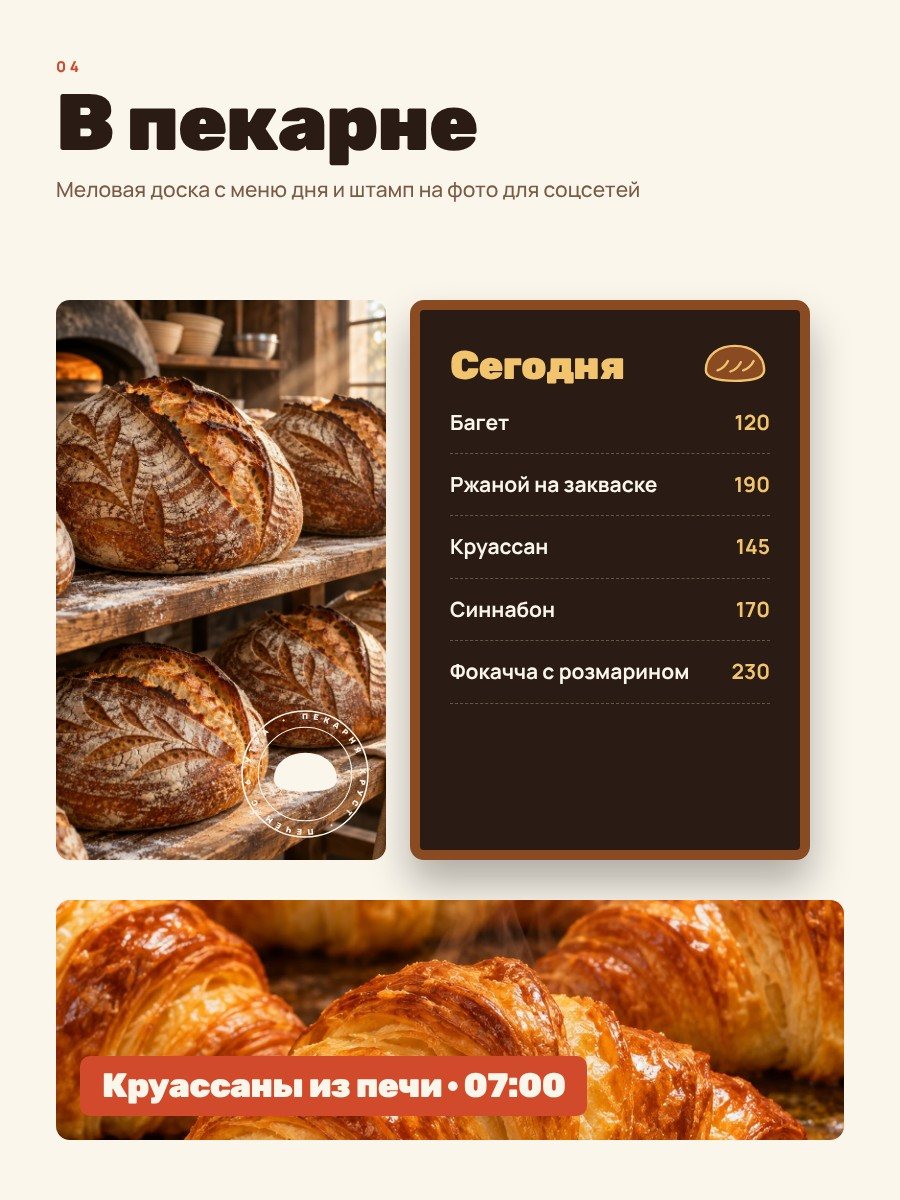 04
В пекарне
Меловая доска с меню дня и штамп на фото для соцсетей
Сегодня
Багет 120
Ржаной на закваске 190
Круассан 145
Синнабон 170
Фокачча с розмарином 230
ПЕКАРНЯ
Круассаны из печи • 07:00